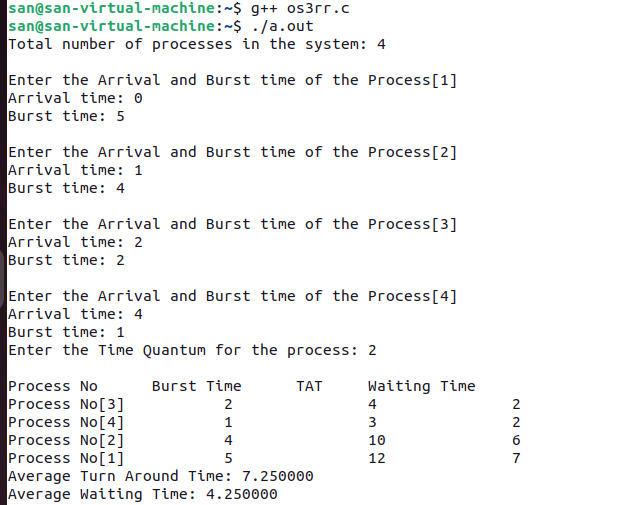 san@san-virtual-machine:~$ g++ os3rr.c
san@san-virtual-machine:~$ ./a.out
Total number of processes in the system: 4
Enter the Arrival and Burst time of the Process[1]
Arrival time: 0
Burst time: 5
Enter the Arrival and Burst time of the Process[2]
Arrival time: 1
Burst time: 4
Enter the Arrival and Burst time of the Process[3]
Arrival time: 2
Burst time: 2
Enter the Arrival and Burst time of the Process[4]
Arrival time: 4
Burst time: 1
Enter the Time Quantum for the process: 2
Process No Burst Time TAT Waiting Time
Process No[3] 2 4 2
Process No[4] 1 3 2
Process No[2] 4 10 6
Process No[1] 5 12 7
Average Turn Around Time: 7.250000
Average Waiting Time: 4.250000